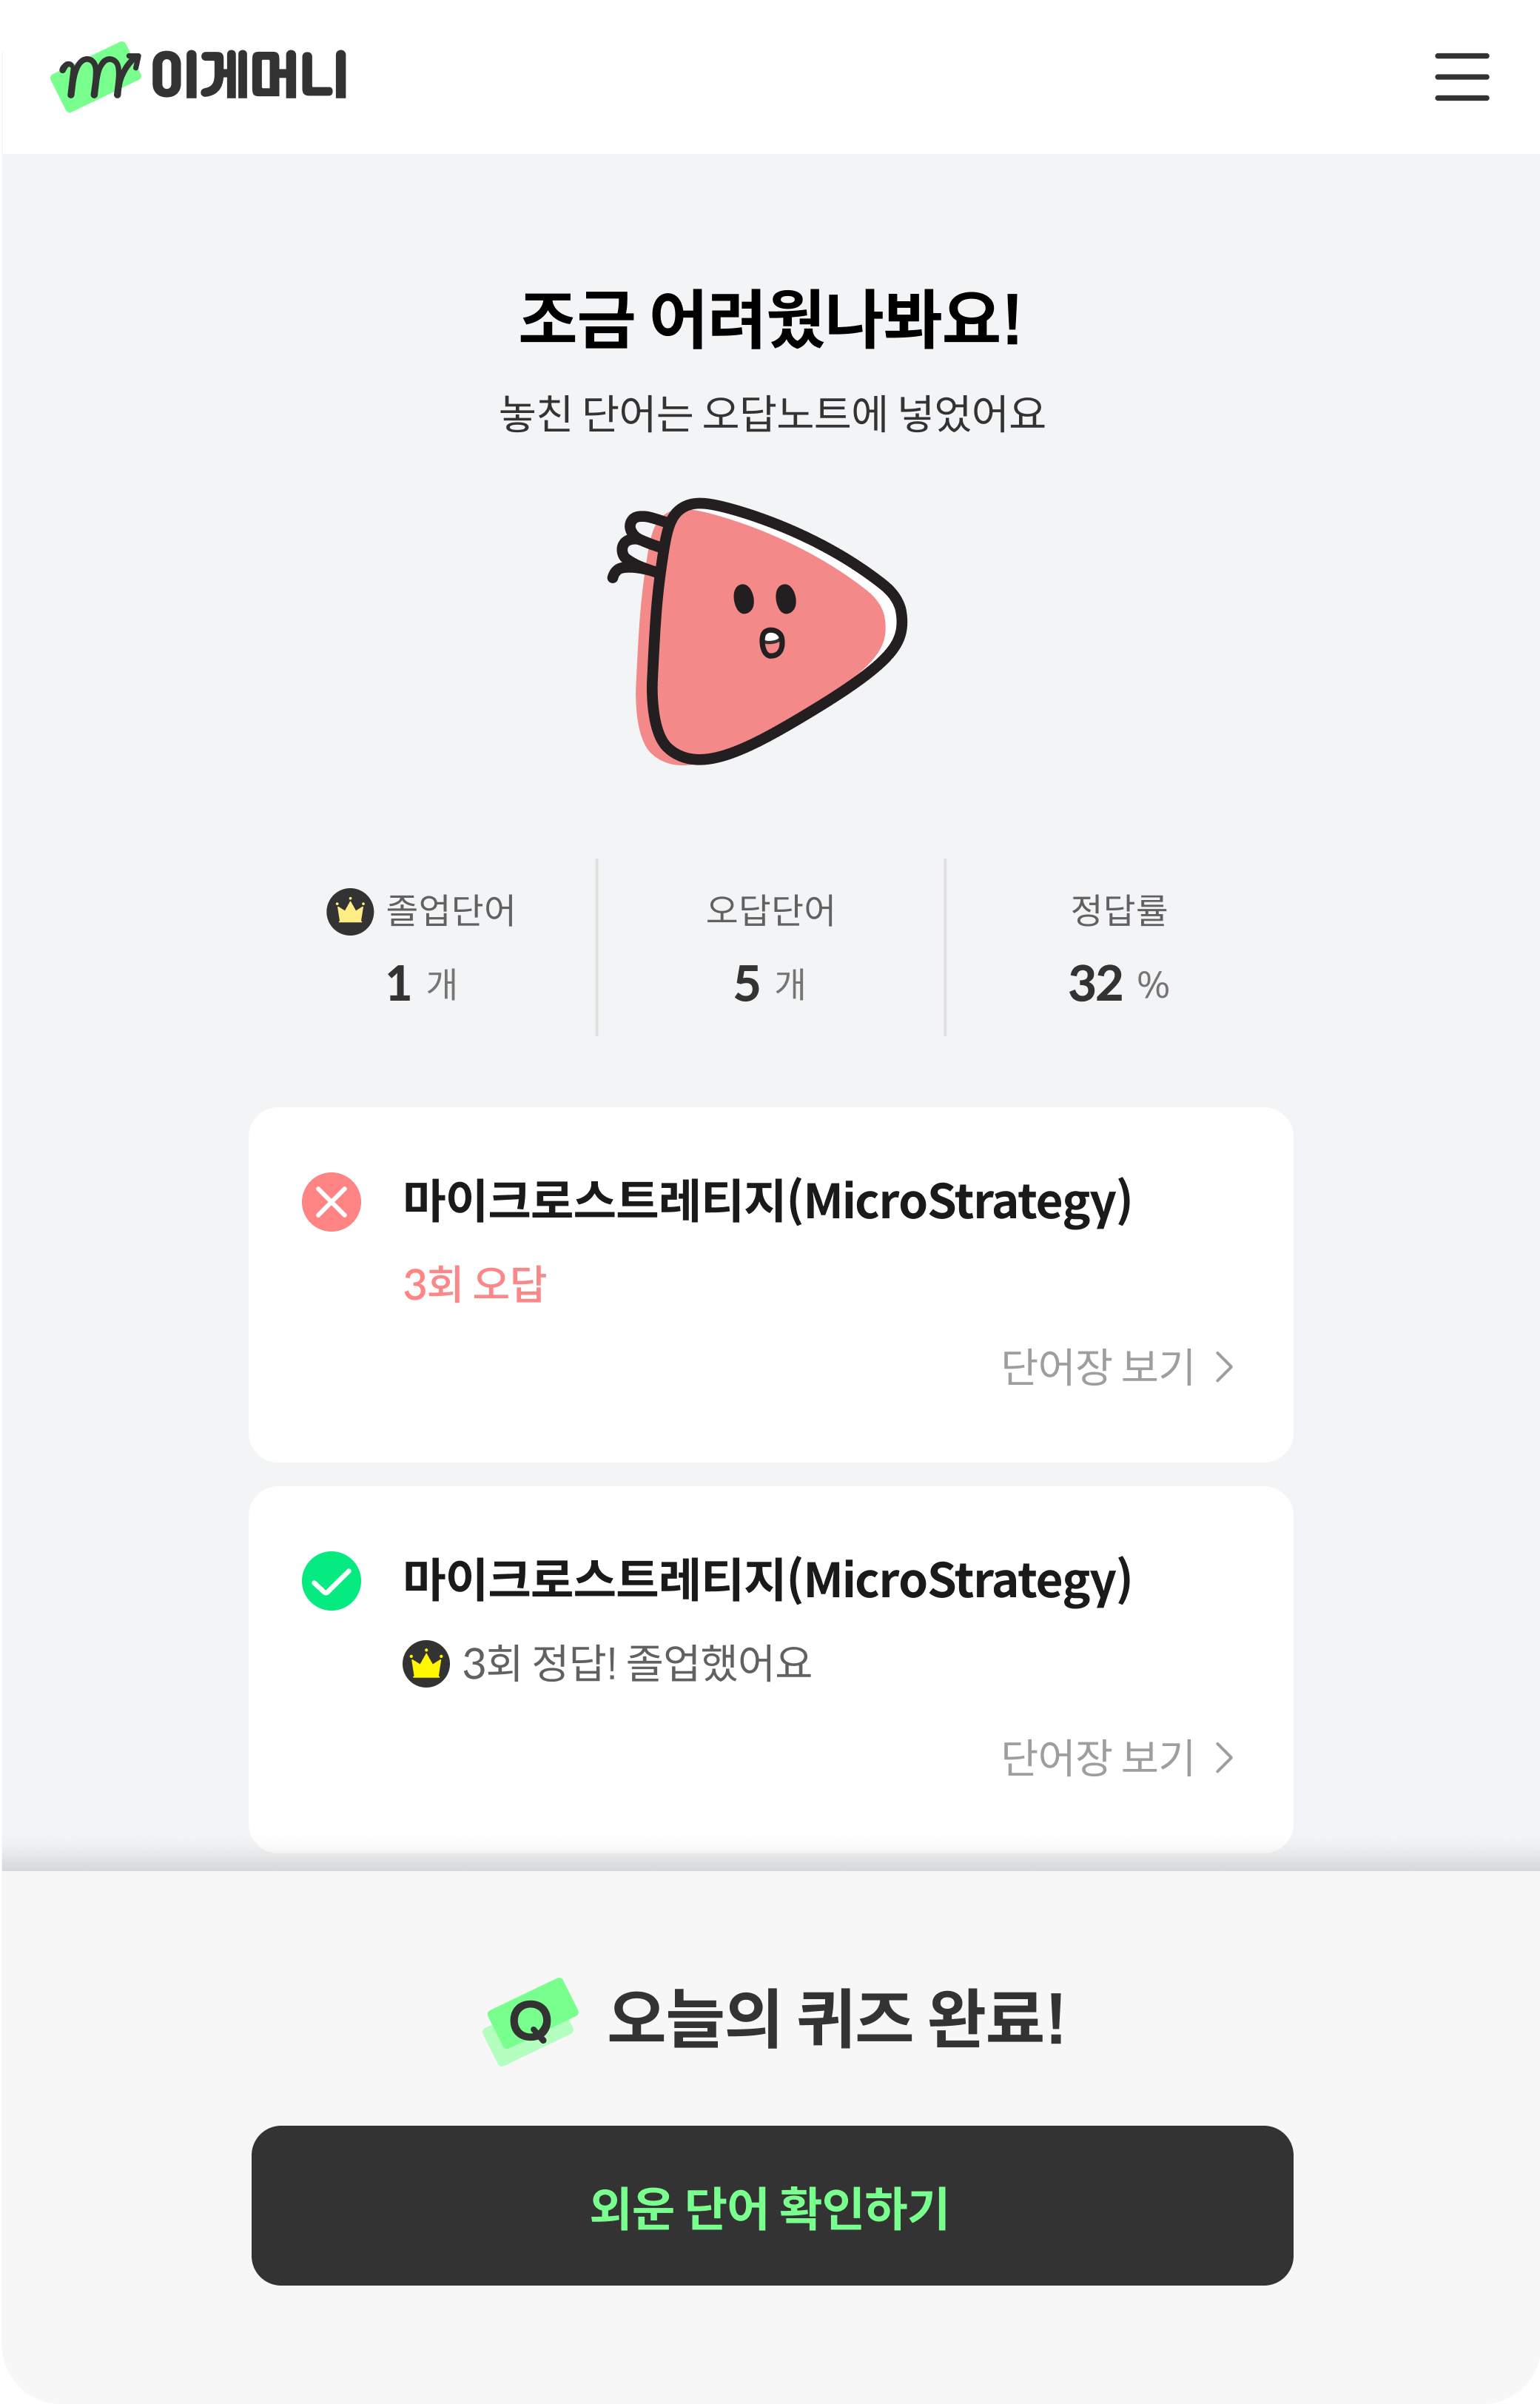 이게머니
조금 어려웠나봐요!
놓친 단어는 오답노트에 넣었어요
졸업단어
1 개
오답단어
5 개
정답률
32 %
마이크로스트레티지(MicroStrategy)
3회 오답
단어장 보기
마이크로스트레티지(MicroStrategy)
3회 정답! 졸업했어요
단어장 보기
Q 오늘의 퀴즈 완료!
외운 단어 확인하기